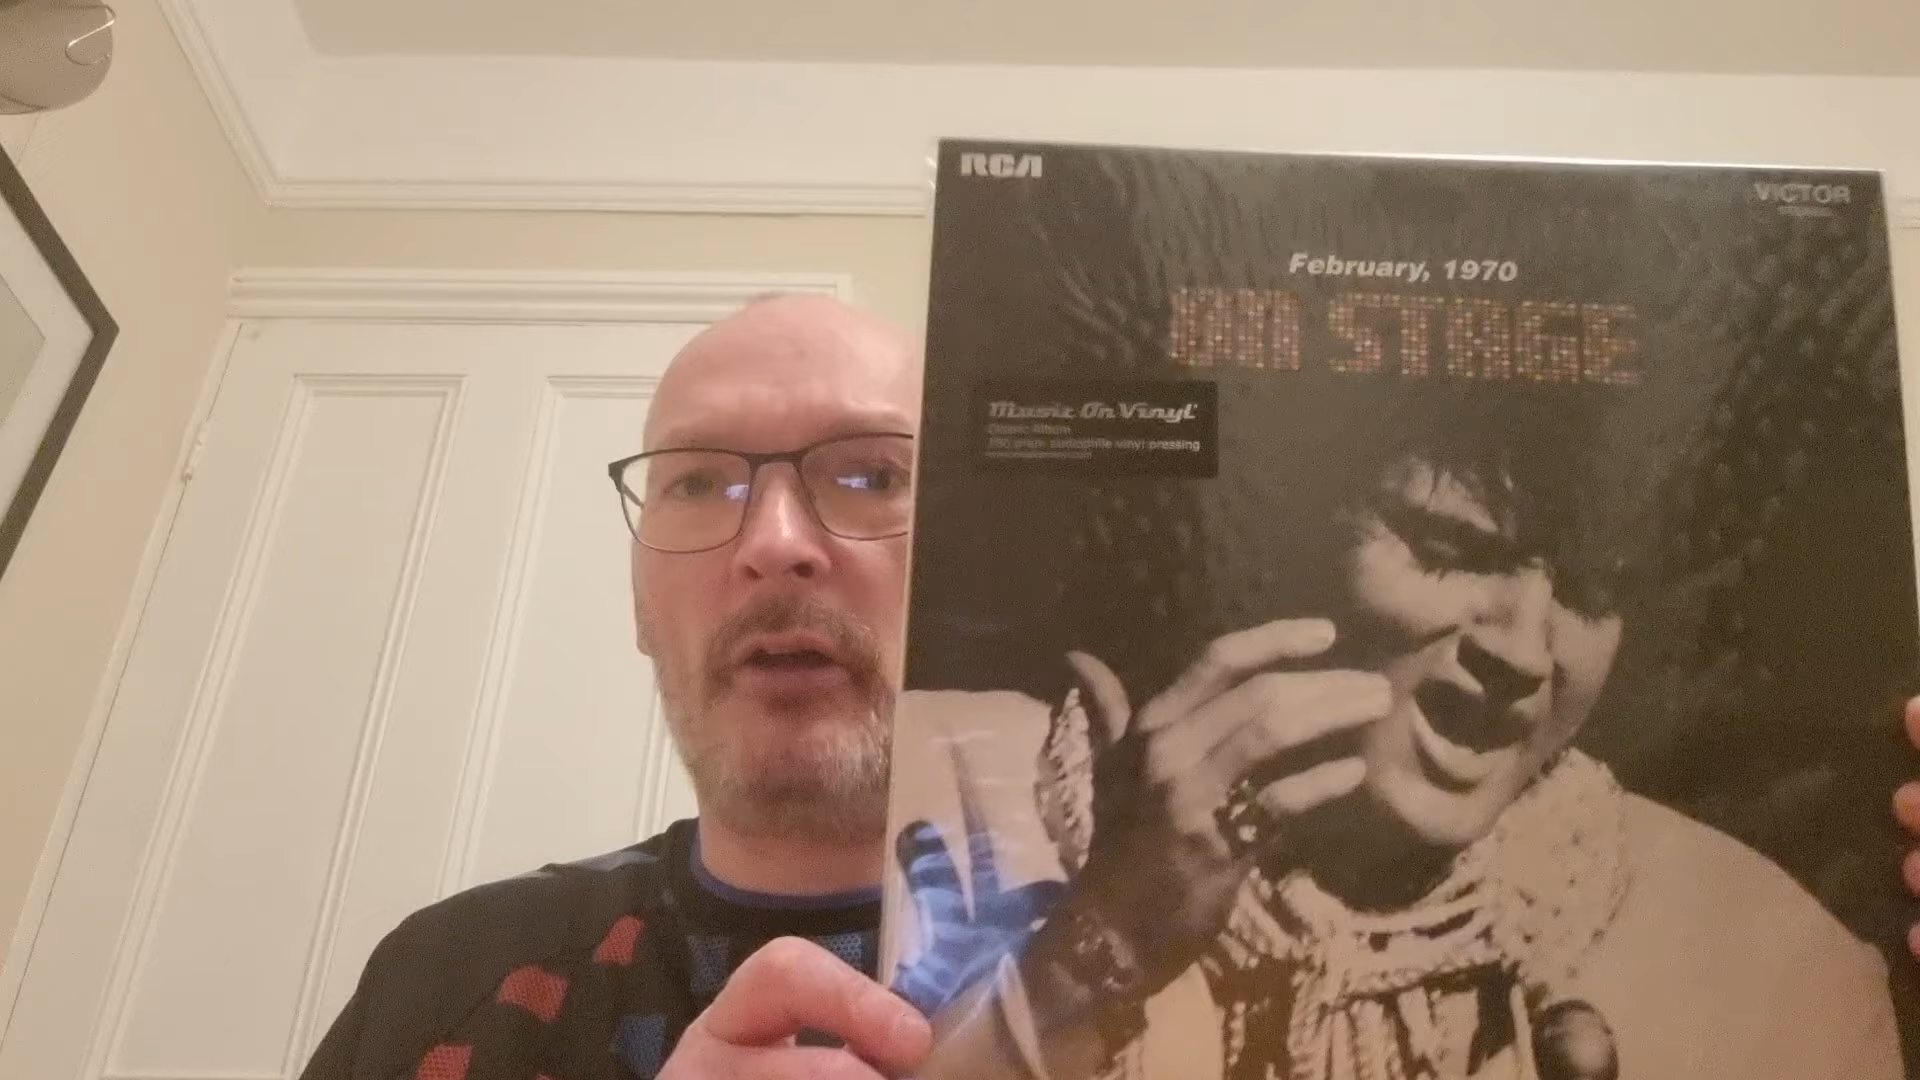 RCA
VICTOR
February, 1970
ON STAGE
Music On Vinyl
Classic Album
180 gram audiophile vinyl pressing